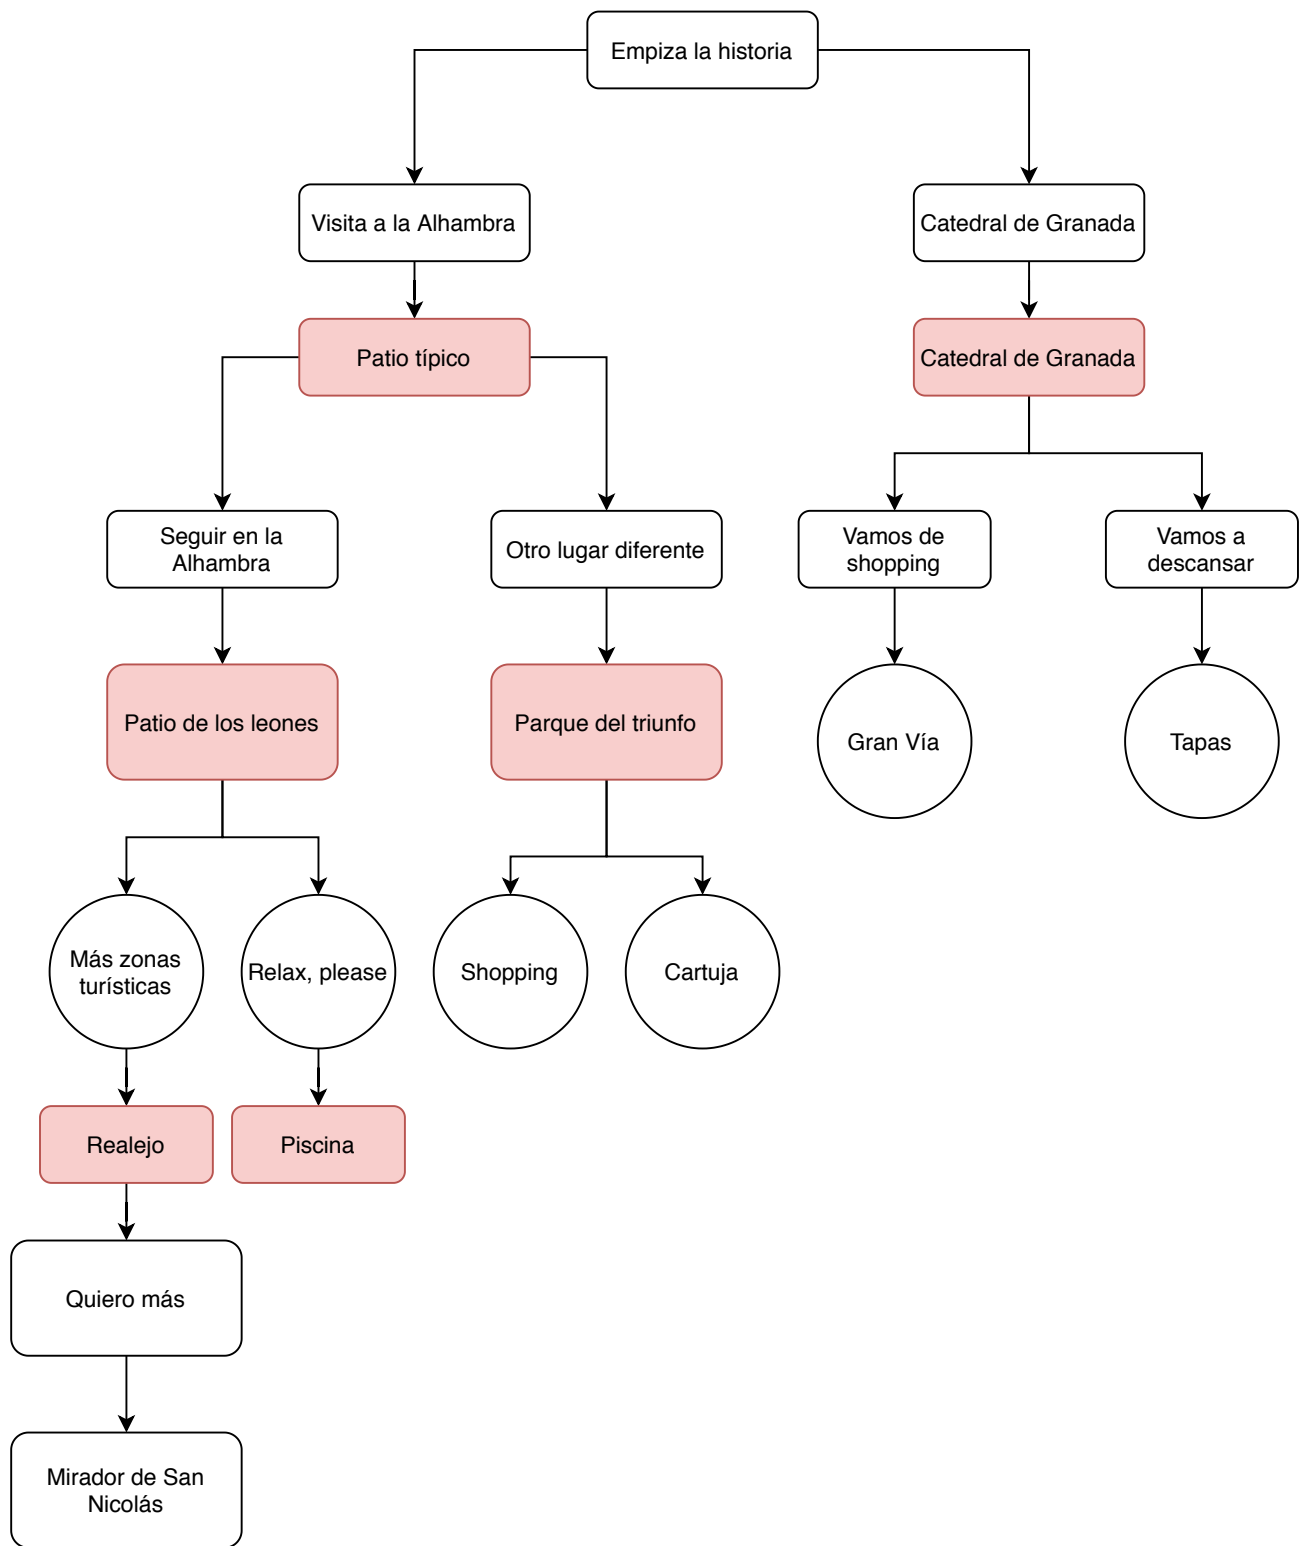 Empiza la historia
Visita a la Alhambra
Catedral de Granada
Patio típico
Catedral de Granada
Seguir en la
Alhambra
Otro lugar diferente
Vamos de
shopping
Vamos a
descansar
Patio de los leones
Parque del triunfo
Gran Vía
Tapas
Más zonas
turísticas
Relax, please
Shopping
Cartuja
Realejo
Piscina
Quiero más
Mirador de San
Nicolás